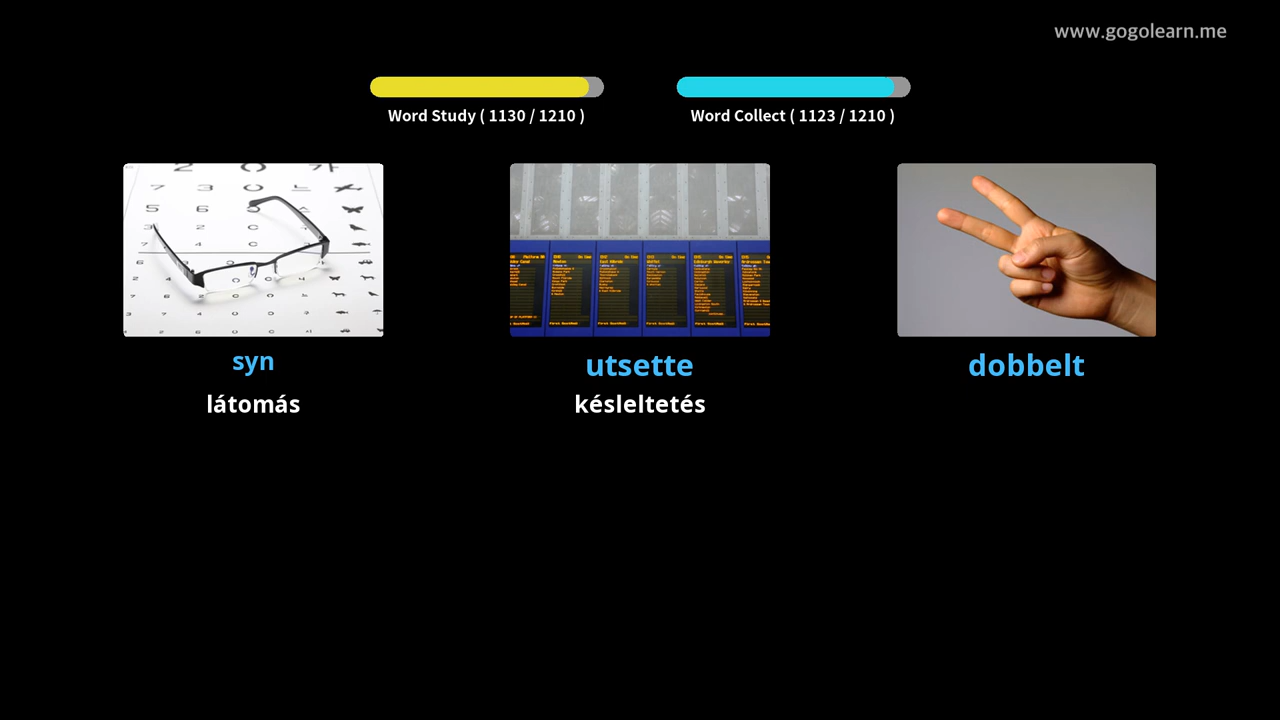 www.gogolearn.me
Word Study ( 1130 / 1210 )
Word Collect ( 1123 / 1210 )
syn
utsette
dobbelt
látomás
késleltetés